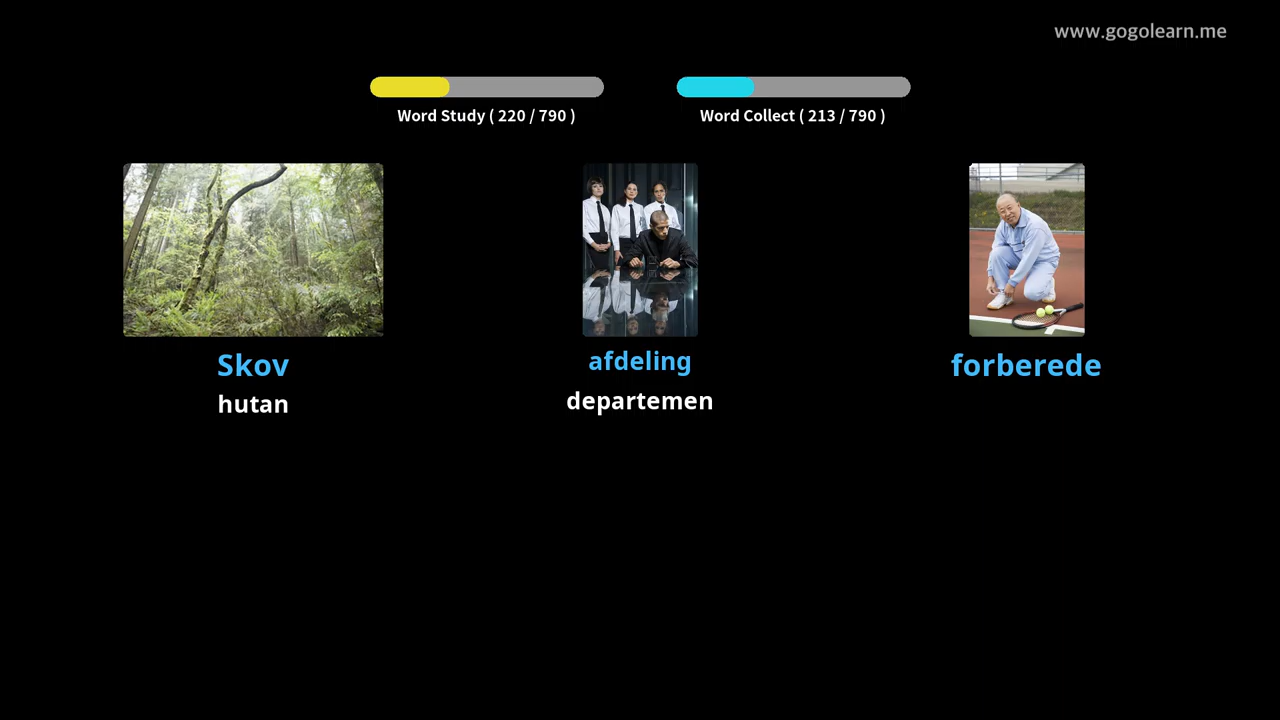 www.gogolearn.me
Word Study ( 220 / 790 )
Word Collect ( 213 / 790 )
Skov
hutan
afdeling
departemen
forberede